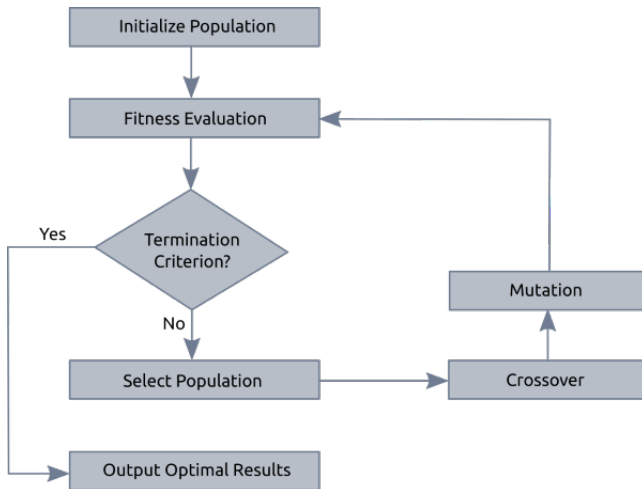 Initialize Population
Fitness Evaluation
Yes
Termination
Criterion?
Mutation
No
Select Population
Crossover
Output Optimal Results